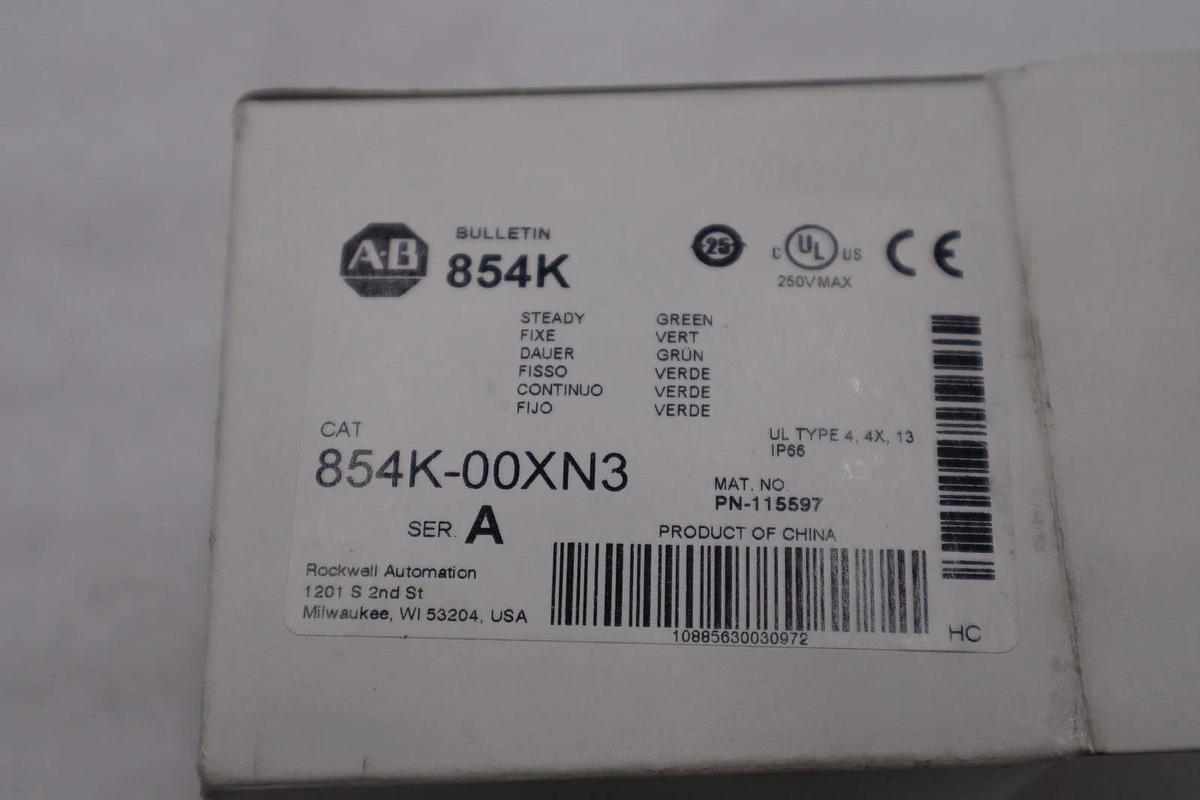 A-B
BULLETIN
854K
25
C UL US
250V MAX
CE
STEADY GREEN
FIXE VERT
DAUER GRÜN
FISSO VERDE
CONTINUO VERDE
FIJO VERDE
CAT
854K-00XN3
UL TYPE 4, 4X, 13
IP66
MAT. NO.
PN-115597
SER. A
PRODUCT OF CHINA
Rockwell Automation
1201 S 2nd St
Milwaukee, WI 53204, USA
10885630030972
HC